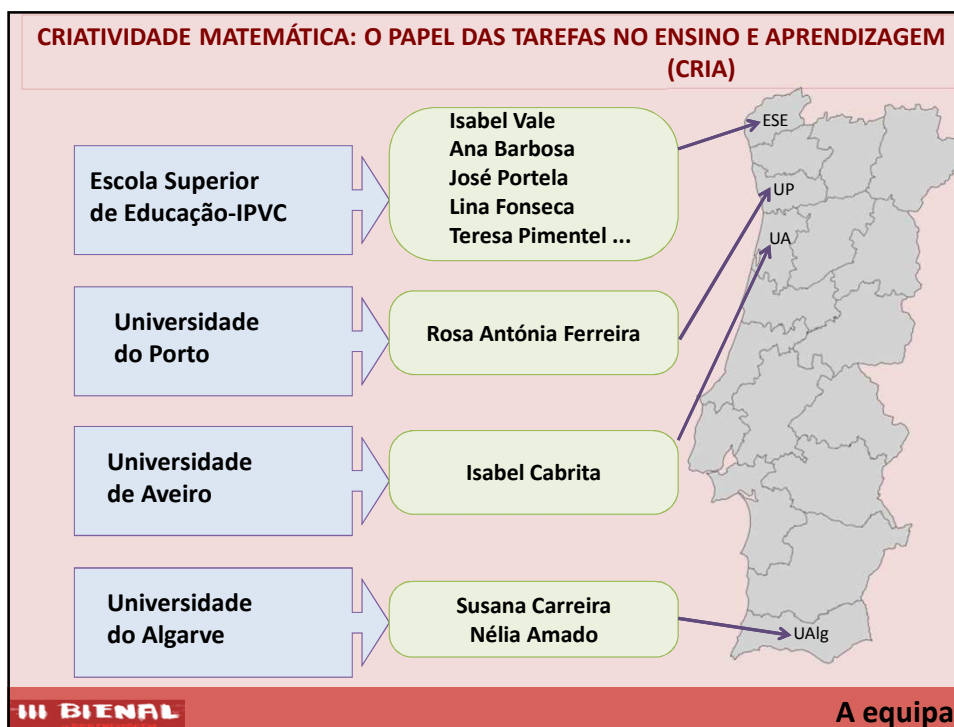 CRIATIVIDADE MATEMÁTICA: O PAPEL DAS TAREFAS NO ENSINO E APRENDIZAGEM
(CRIA)
Escola Superior
de Educação-IPVC
Isabel Vale
Ana Barbosa
José Portela
Lina Fonseca
Teresa Pimentel ...
ESE
Universidade
do Porto
Rosa Antónia Ferreira
UP
Universidade
de Aveiro
Isabel Cabrita
UA
Universidade
do Algarve
Susana Carreira
Nélia Amado
UAlg
III BIENAL
A equipa